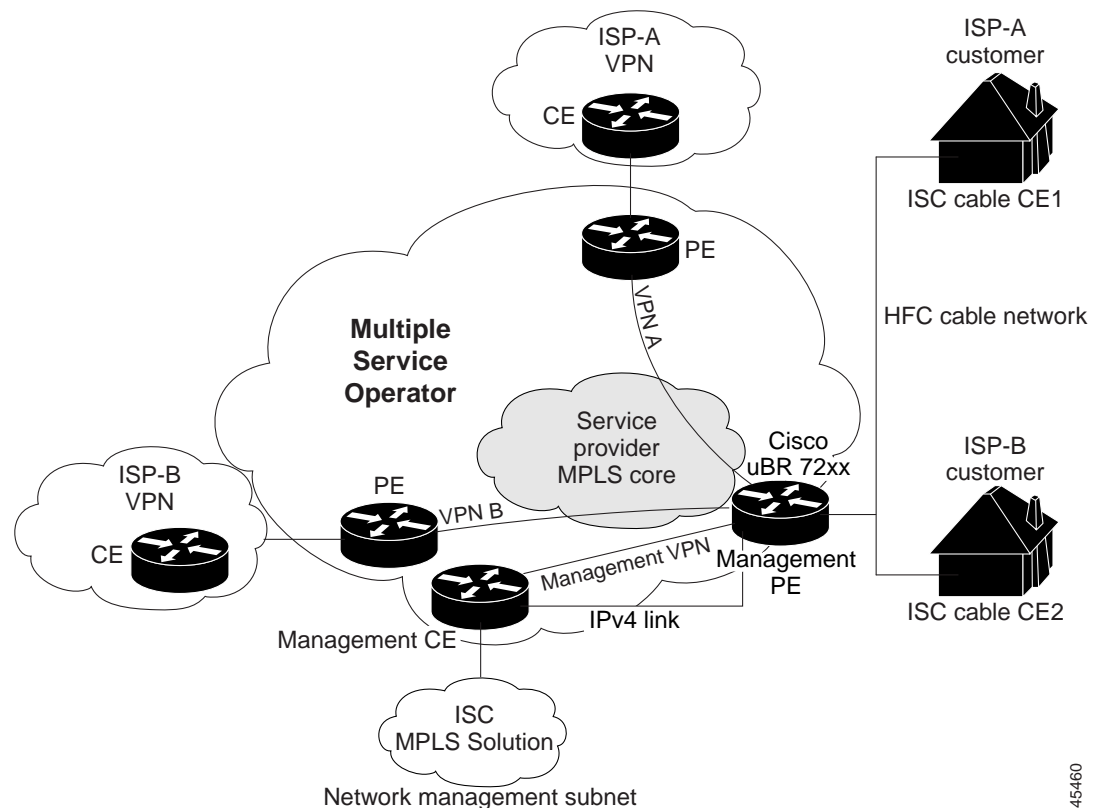 ISP-A
VPN
CE
ISP-A
customer
ISC cable CE1
PE
VPN A
HFC cable network
Multiple
Service
Operator
Service
provider
MPLS core
Cisco
uBR 72xx
ISP-B
customer
ISP-B
VPN
PE
VPN B
CE
Management VPN
Management
PE
ISC cable CE2
IPv4 link
Management CE
ISC
MPLS Solution
Network management subnet
45460